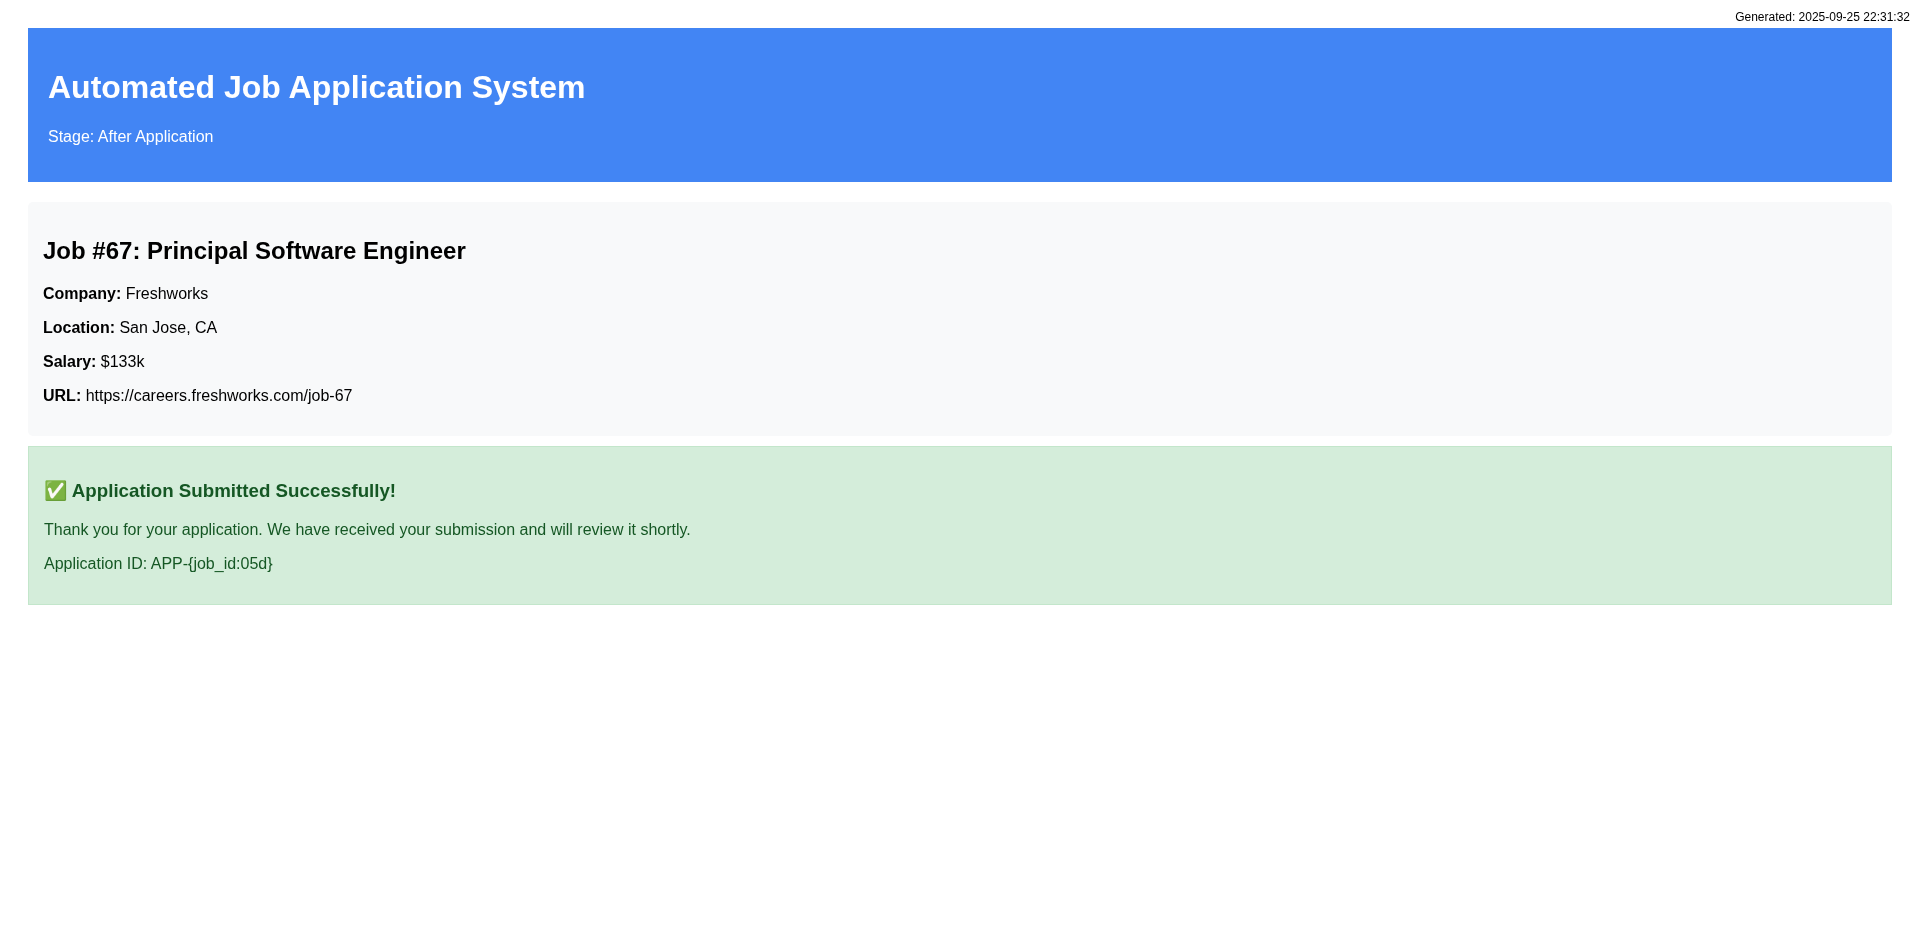 Generated: 2025-09-25 22:31:32
Automated Job Application System
Stage: After Application
Job #67: Principal Software Engineer
Company: Freshworks
Location: San Jose, CA
Salary: $133k
URL: https://careers.freshworks.com/job-67
✅ Application Submitted Successfully!
Thank you for your application. We have received your submission and will review it shortly.
Application ID: APP-{job_id:05d}